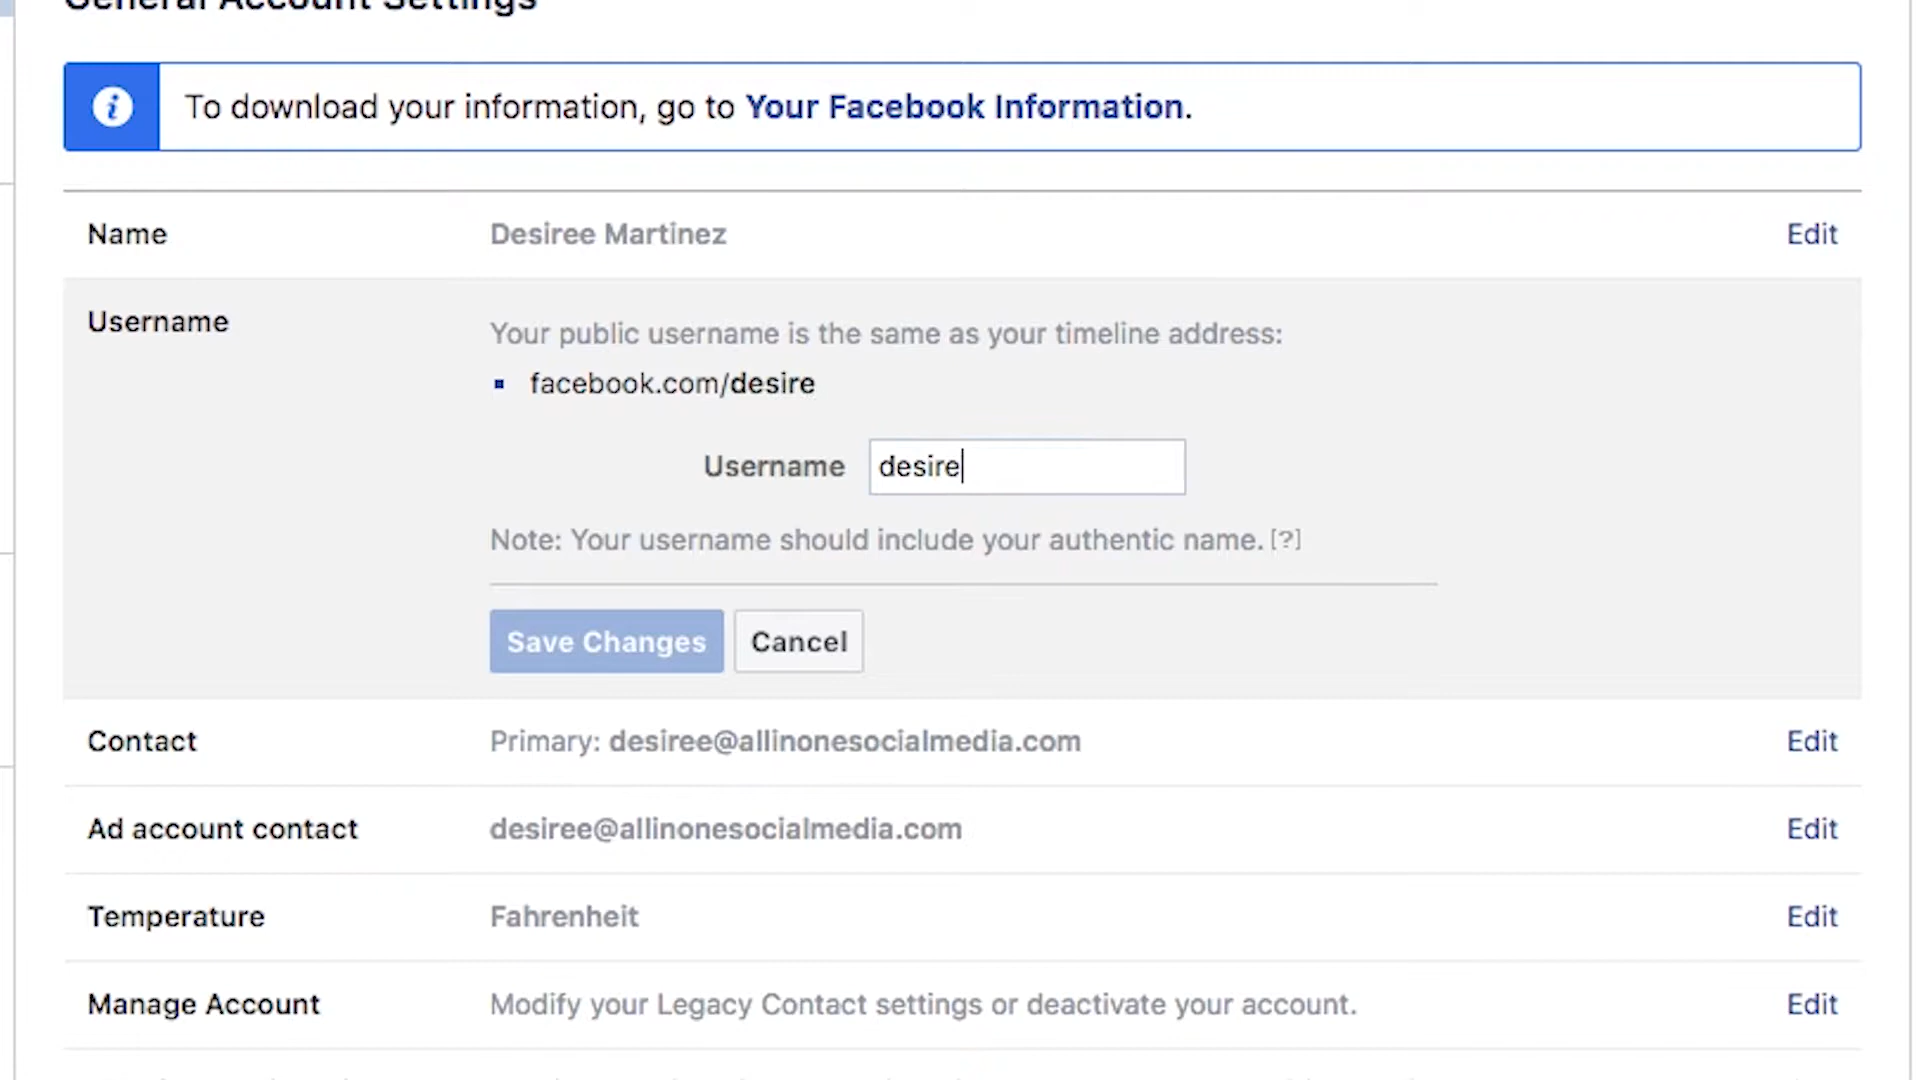 General Account Settings
To download your information, go to Your Facebook Information.
Name Desiree Martinez Edit
Username Your public username is the same as your timeline address:
facebook.com/desire
Username desire
Note: Your username should include your authentic name. [?]
Save Changes Cancel
Contact Primary: desiree@allinonesocialmedia.com Edit
Ad account contact desiree@allinonesocialmedia.com Edit
Temperature Fahrenheit Edit
Manage Account Modify your Legacy Contact settings or deactivate your account. Edit